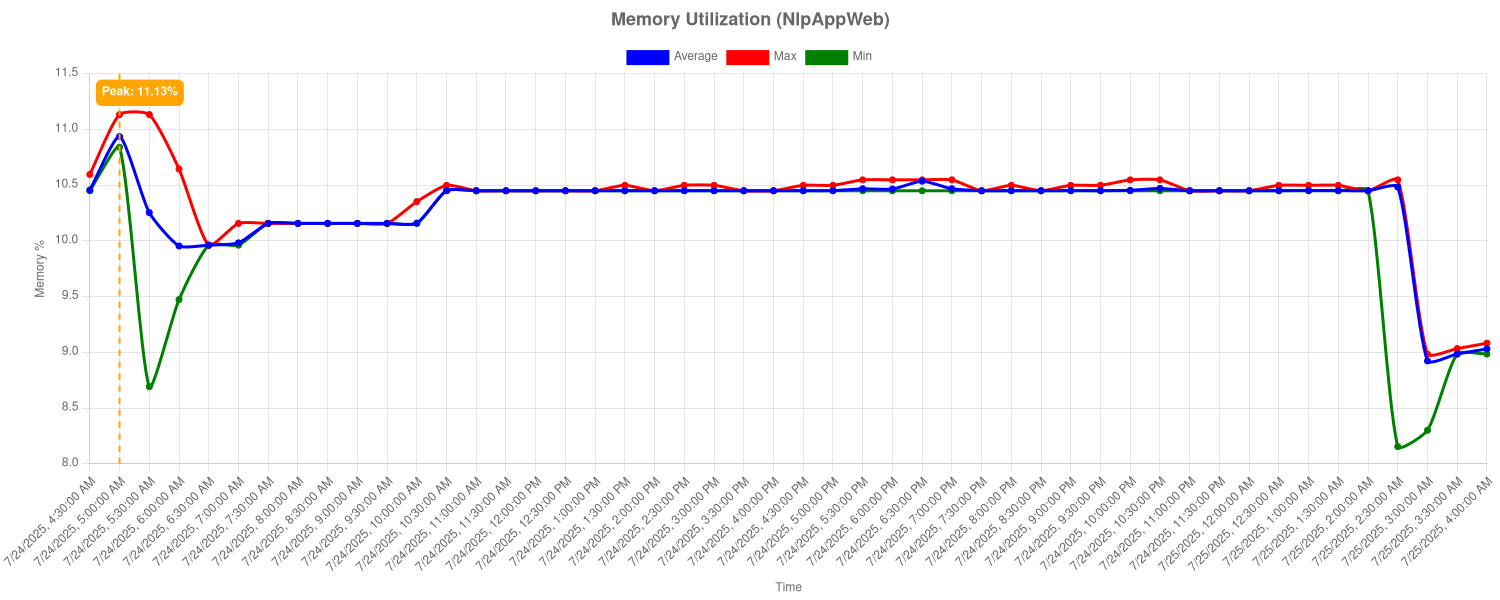 Memory Utilization (NlpAppWeb)
Average Max Min
Peak: 11.13%
11.5
11.0
10.5
10.0
9.5
9.0
8.5
8.0
Memory %
7/24/2025, 4:30:00 AM
7/24/2025, 5:00:00 AM
7/24/2025, 5:30:00 AM
7/24/2025, 6:00:00 AM
7/24/2025, 6:30:00 AM
7/24/2025, 7:00:00 AM
7/24/2025, 7:30:00 AM
7/24/2025, 8:00:00 AM
7/24/2025, 8:30:00 AM
7/24/2025, 9:00:00 AM
7/24/2025, 9:30:00 AM
7/24/2025, 10:00:00 AM
7/24/2025, 10:30:00 AM
7/24/2025, 11:00:00 AM
7/24/2025, 11:30:00 AM
7/24/2025, 12:00:00 PM
7/24/2025, 12:30:00 PM
7/24/2025, 1:00:00 PM
7/24/2025, 1:30:00 PM
7/24/2025, 2:00:00 PM
7/24/2025, 2:30:00 PM
7/24/2025, 3:00:00 PM
7/24/2025, 3:30:00 PM
7/24/2025, 4:00:00 PM
7/24/2025, 4:30:00 PM
7/24/2025, 5:00:00 PM
7/24/2025, 5:30:00 PM
7/24/2025, 6:00:00 PM
7/24/2025, 6:30:00 PM
7/24/2025, 7:00:00 PM
7/24/2025, 7:30:00 PM
7/24/2025, 8:00:00 PM
7/24/2025, 8:30:00 PM
7/24/2025, 9:00:00 PM
7/24/2025, 9:30:00 PM
7/24/2025, 10:00:00 PM
7/24/2025, 10:30:00 PM
7/24/2025, 11:00:00 PM
7/24/2025, 11:30:00 PM
7/25/2025, 12:00:00 AM
7/25/2025, 12:30:00 AM
7/25/2025, 1:00:00 AM
7/25/2025, 1:30:00 AM
7/25/2025, 2:00:00 AM
7/25/2025, 2:30:00 AM
7/25/2025, 3:00:00 AM
7/25/2025, 3:30:00 AM
7/25/2025, 4:00:00 AM
Time